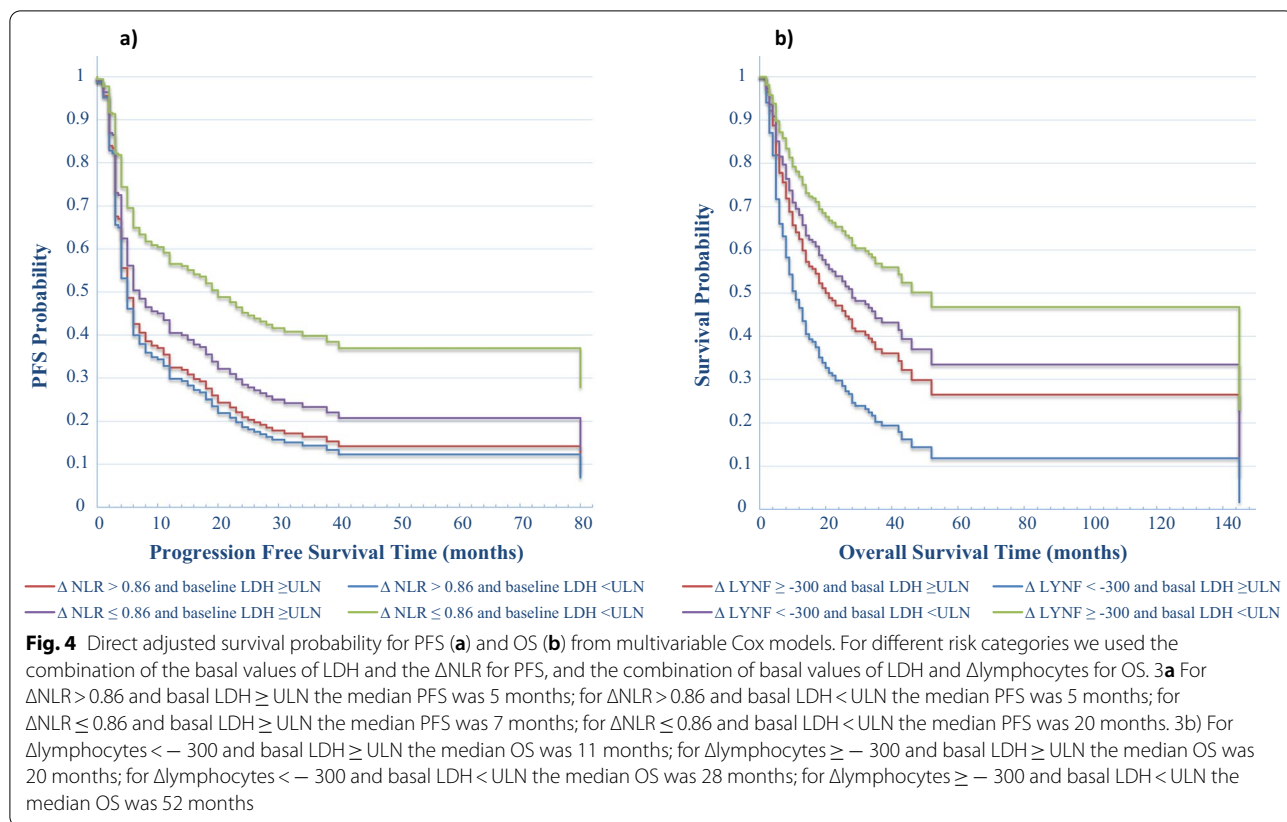 a)
1
0.9
0.8
0.7
0.6
0.5
0.4
0.3
0.2
0.1
0
PFS Probability
0 10 20 30 40 50 60 70 80
Progression Free Survival Time (months)
Δ NLR > 0.86 and baseline LDH ≥ULN
Δ NLR > 0.86 and baseline LDH <ULN
Δ NLR ≤ 0.86 and baseline LDH ≥ULN
Δ NLR ≤ 0.86 and baseline LDH <ULN
b)
1
0.9
0.8
0.7
0.6
0.5
0.4
0.3
0.2
0.1
0
Survival Probability
0 20 40 60 80 100 120 140
Overall Survival Time (months)
Δ LYNF ≥ -300 and basal LDH ≥ULN
Δ LYNF < -300 and basal LDH ≥ULN
Δ LYNF < -300 and basal LDH <ULN
Δ LYNF ≥ -300 and basal LDH <ULN
Fig. 4 Direct adjusted survival probability for PFS (a) and OS (b) from multivariable Cox models. For different risk categories we used the
combination of the basal values of LDH and the ΔNLR for PFS, and the combination of basal values of LDH and Δlymphocytes for OS. 3a For
ΔNLR > 0.86 and basal LDH ≥ ULN the median PFS was 5 months; for ΔNLR > 0.86 and basal LDH < ULN the median PFS was 5 months; for
ΔNLR ≤ 0.86 and basal LDH ≥ ULN the median PFS was 7 months; for ΔNLR ≤ 0.86 and basal LDH < ULN the median PFS was 20 months. 3b) For
Δlymphocytes < − 300 and basal LDH ≥ ULN the median OS was 11 months; for Δlymphocytes ≥ − 300 and basal LDH ≥ ULN the median OS was
20 months; for Δlymphocytes < − 300 and basal LDH < ULN the median OS was 28 months; for Δlymphocytes ≥ − 300 and basal LDH < ULN the
median OS was 52 months